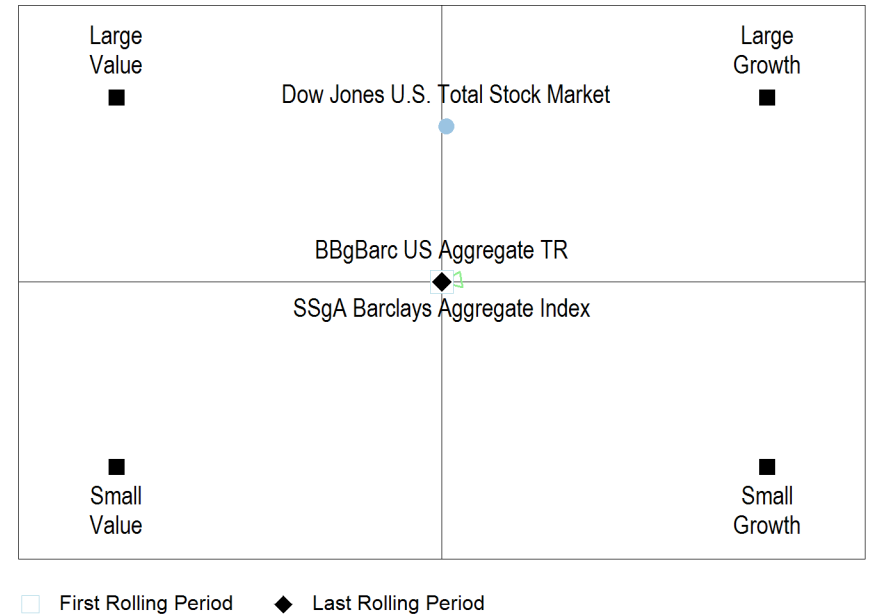 Large
Value
Large
Growth
Dow Jones U.S. Total Stock Market
BBgBarc US Aggregate TR
SSgA Barclays Aggregate Index
Small
Value
Small
Growth
First Rolling Period
Last Rolling Period